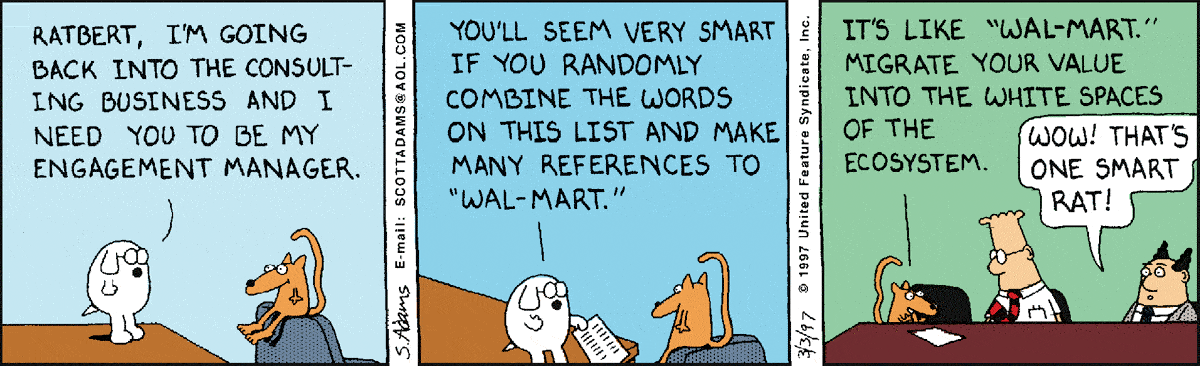 RATBERT, I'M GOING
BACK INTO THE CONSULT-
ING BUSINESS AND I
NEED YOU TO BE MY
ENGAGEMENT MANAGER.
S. Adams E-mail: SCOTTADAMS@AOL.COM
YOU'LL SEEM VERY SMART
IF YOU RANDOMLY
COMBINE THE WORDS
ON THIS LIST AND MAKE
MANY REFERENCES TO
"WAL-MART."
3/3/97 © 1997 United Feature Syndicate, Inc.
IT'S LIKE "WAL-MART."
MIGRATE YOUR VALUE
INTO THE WHITE SPACES
OF THE
ECOSYSTEM.
WOW! THAT'S
ONE SMART
RAT!